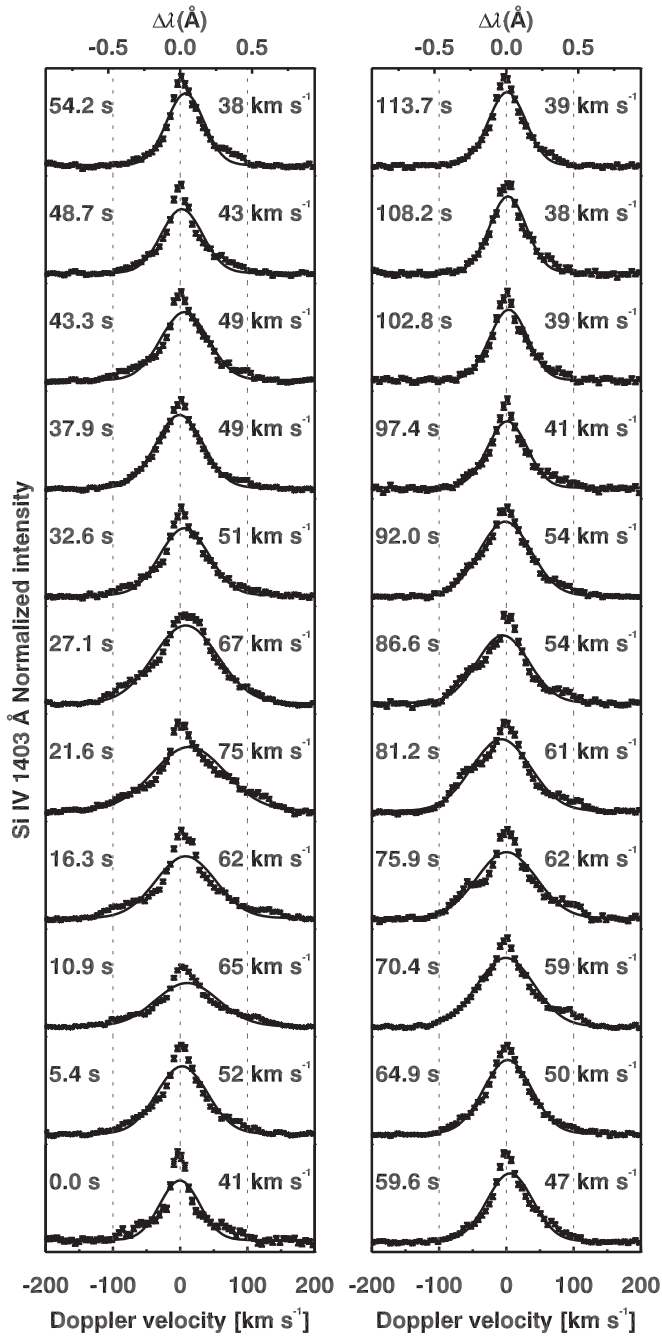 Δλ(Å)
-0.5 0.0 0.5
54.2 s 38 km s⁻¹
48.7 s 43 km s⁻¹
43.3 s 49 km s⁻¹
37.9 s 49 km s⁻¹
32.6 s 51 km s⁻¹
27.1 s 67 km s⁻¹
21.6 s 75 km s⁻¹
16.3 s 62 km s⁻¹
10.9 s 65 km s⁻¹
5.4 s 52 km s⁻¹
0.0 s 41 km s⁻¹
-200 -100 0 100 200
Doppler velocity [km s⁻¹]
Si IV 1403 Å Normalized intensity
Δλ(Å)
-0.5 0.0 0.5
113.7 s 39 km s⁻¹
108.2 s 38 km s⁻¹
102.8 s 39 km s⁻¹
97.4 s 41 km s⁻¹
92.0 s 54 km s⁻¹
86.6 s 54 km s⁻¹
81.2 s 61 km s⁻¹
75.9 s 62 km s⁻¹
70.4 s 59 km s⁻¹
64.9 s 50 km s⁻¹
59.6 s 47 km s⁻¹
-200 -100 0 100 200
Doppler velocity [km s⁻¹]